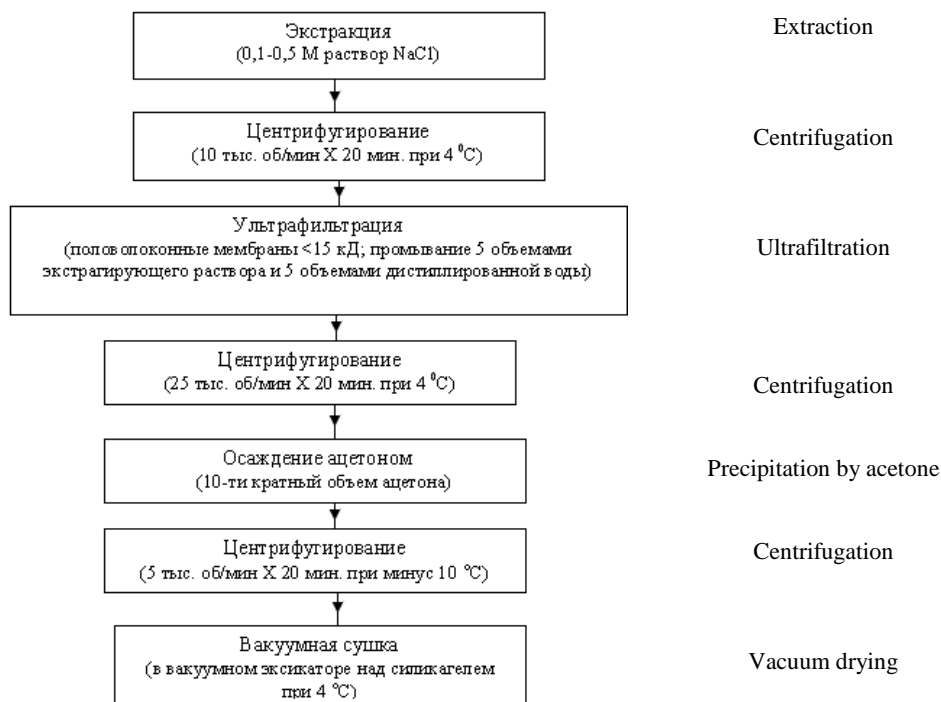 Экстракция
(0,1-0,5 М раствор NaCl)
Extraction
Центрифугирование
(10 тыс. об/мин X 20 мин. при 4 ⁰С)
Centrifugation
Ультрафильтрация
(половолоконные мембраны <15 кД; промывание 5 объемами
экстрагирующего раствора и 5 объемами дистиллированной воды)
Ultrafiltration
Центрифугирование
(25 тыс. об/мин X 20 мин. при 4 ⁰С)
Centrifugation
Осаждение ацетоном
(10-ти кратный объем ацетона)
Precipitation by acetone
Центрифугирование
(5 тыс. об/мин X 20 мин. при минус 10 °С)
Centrifugation
Вакуумная сушка
(в вакуумном эксикаторе над силикагелем
при 4 °С)
Vacuum drying